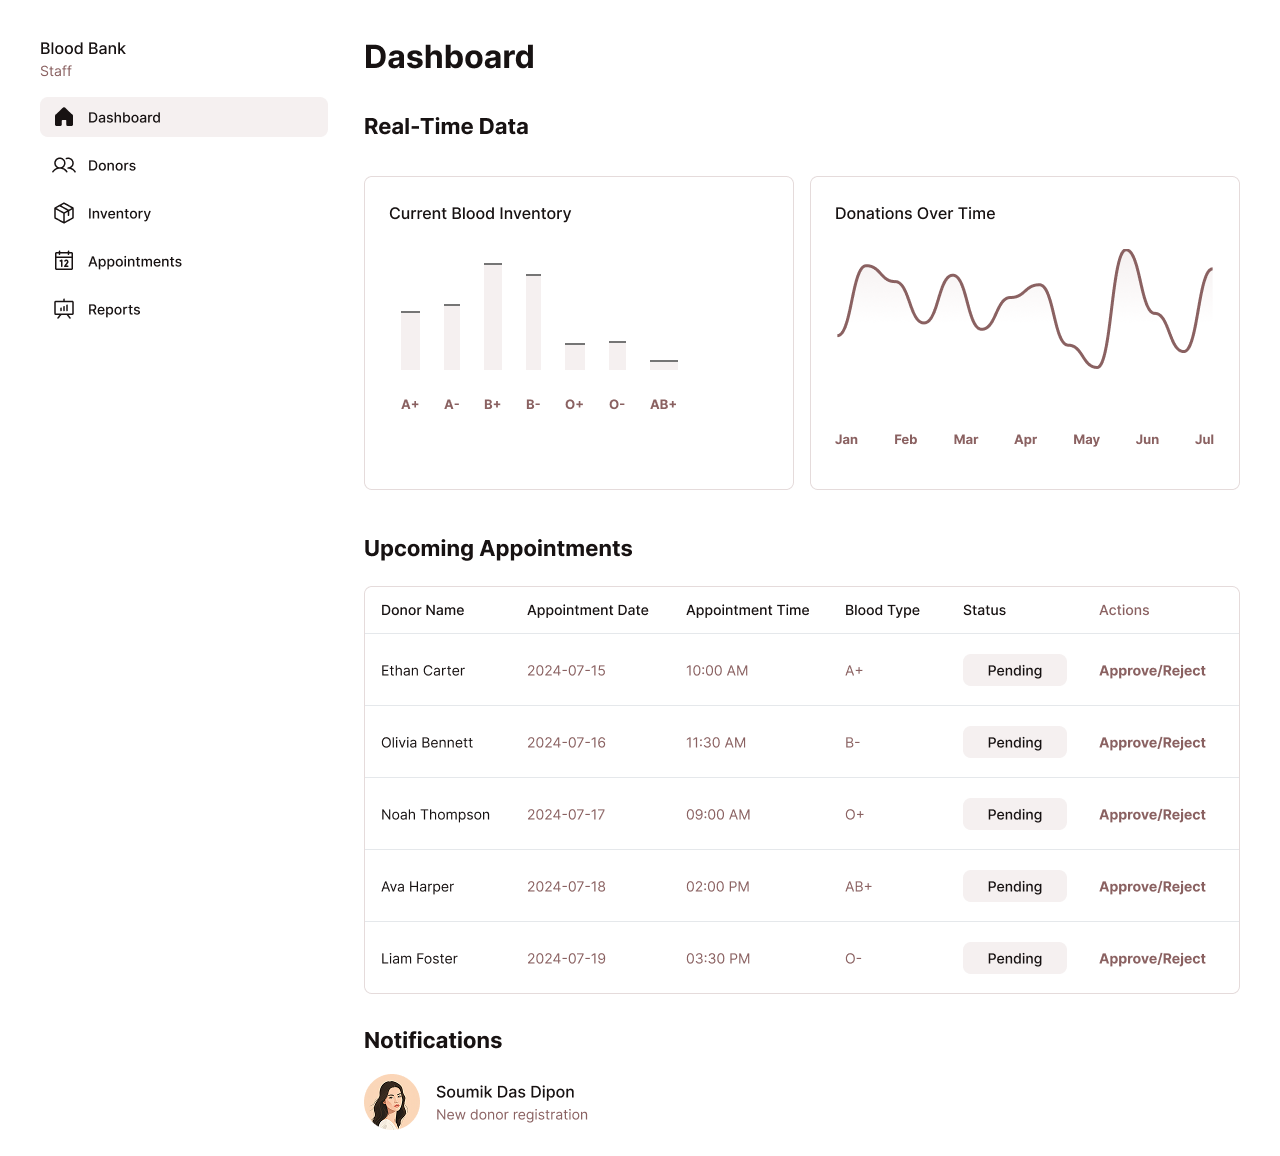 Blood Bank
Staff
Dashboard
Donors
Inventory
12
Appointments
Reports
Dashboard
Real-Time Data
Current Blood Inventory
A+ A- B+ B- O+ O- AB+
Donations Over Time
Jan Feb Mar Apr May Jun Jul
Upcoming Appointments
Donor Name Appointment Date Appointment Time Blood Type Status Actions
Ethan Carter 2024-07-15 10:00 AM A+ Pending Approve/Reject
Olivia Bennett 2024-07-16 11:30 AM B- Pending Approve/Reject
Noah Thompson 2024-07-17 09:00 AM O+ Pending Approve/Reject
Ava Harper 2024-07-18 02:00 PM AB+ Pending Approve/Reject
Liam Foster 2024-07-19 03:30 PM O- Pending Approve/Reject
Notifications
Soumik Das Dipon
New donor registration